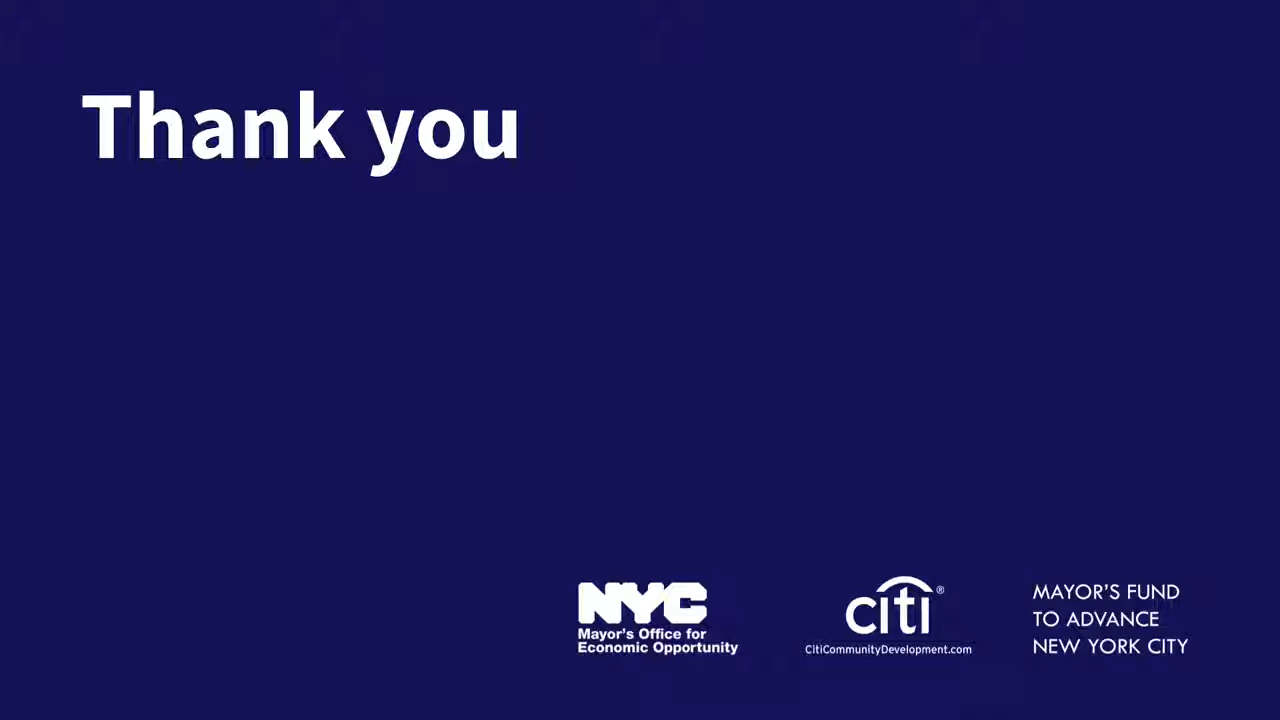 Thank you
NYC
Mayor's Office for
Economic Opportunity
citi®
CitiCommunityDevelopment.com
MAYOR'S FUND
TO ADVANCE
NEW YORK CITY